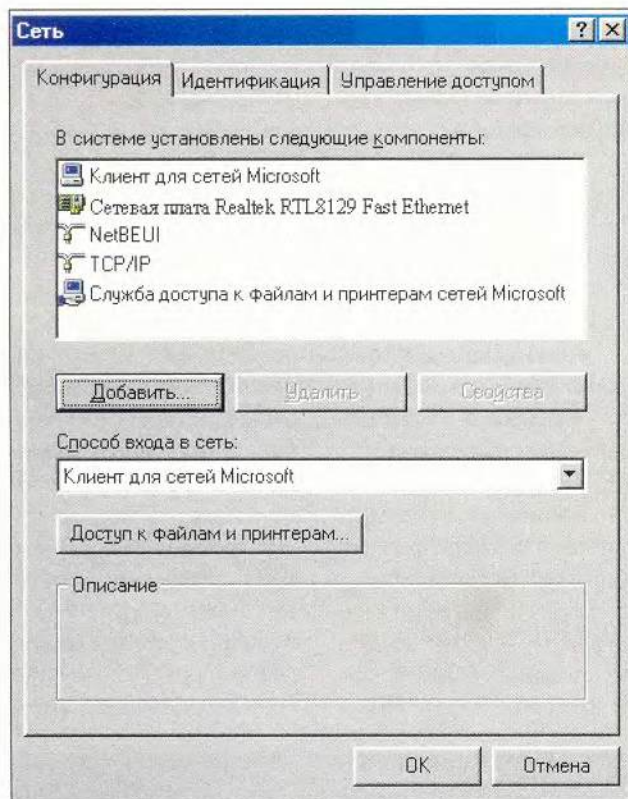 Сеть
Конфигурация Идентификация Управление доступом
В системе установлены следующие компоненты:
Клиент для сетей Microsoft
Сетевая плата Realtek RTL8129 Fast Ethernet
NetBEUI
TCP/IP
Служба доступа к файлам и принтерам сетей Microsoft
Добавить... Удалить Свойства
Способ входа в сеть:
Клиент для сетей Microsoft
Доступ к файлам и принтерам...
Описание
OK Отмена